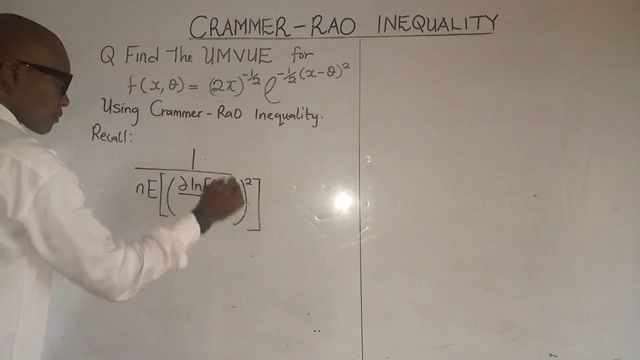 CRAMMER-RAO INEQUALITY
Q Find The UMVUE for
f(x,θ) = (2π)^{-1/2} e^{-1/2(x-θ)^2}
Using Crammer-Rao Inequality.
Recall:
1
nE[(∂ln )^2]